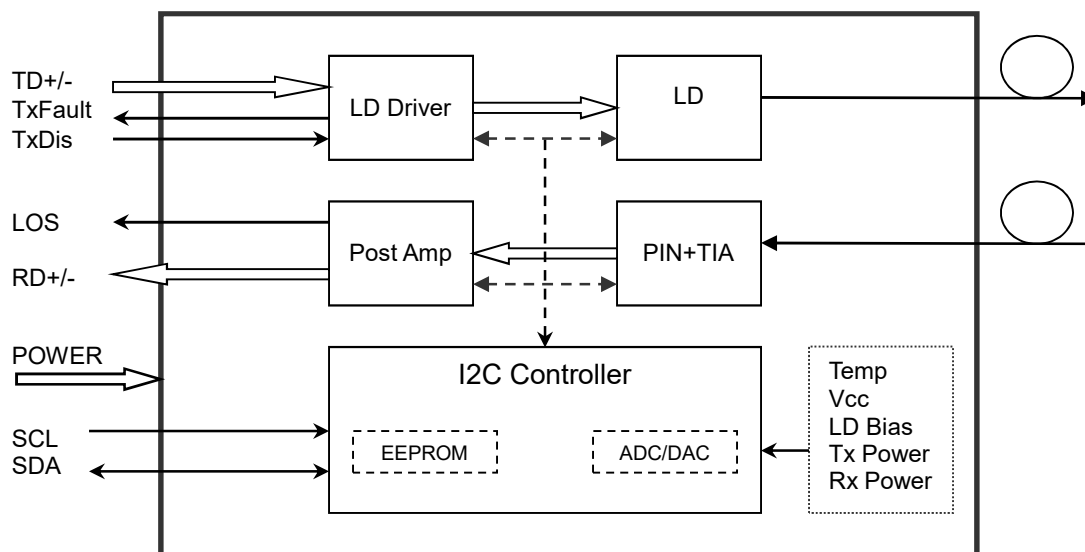 TD+/-
TxFault
TxDis
LD Driver
LD
LOS
RD+/-
Post Amp
PIN+TIA
POWER
SCL
SDA
I2C Controller
EEPROM
ADC/DAC
Temp
Vcc
LD Bias
Tx Power
Rx Power